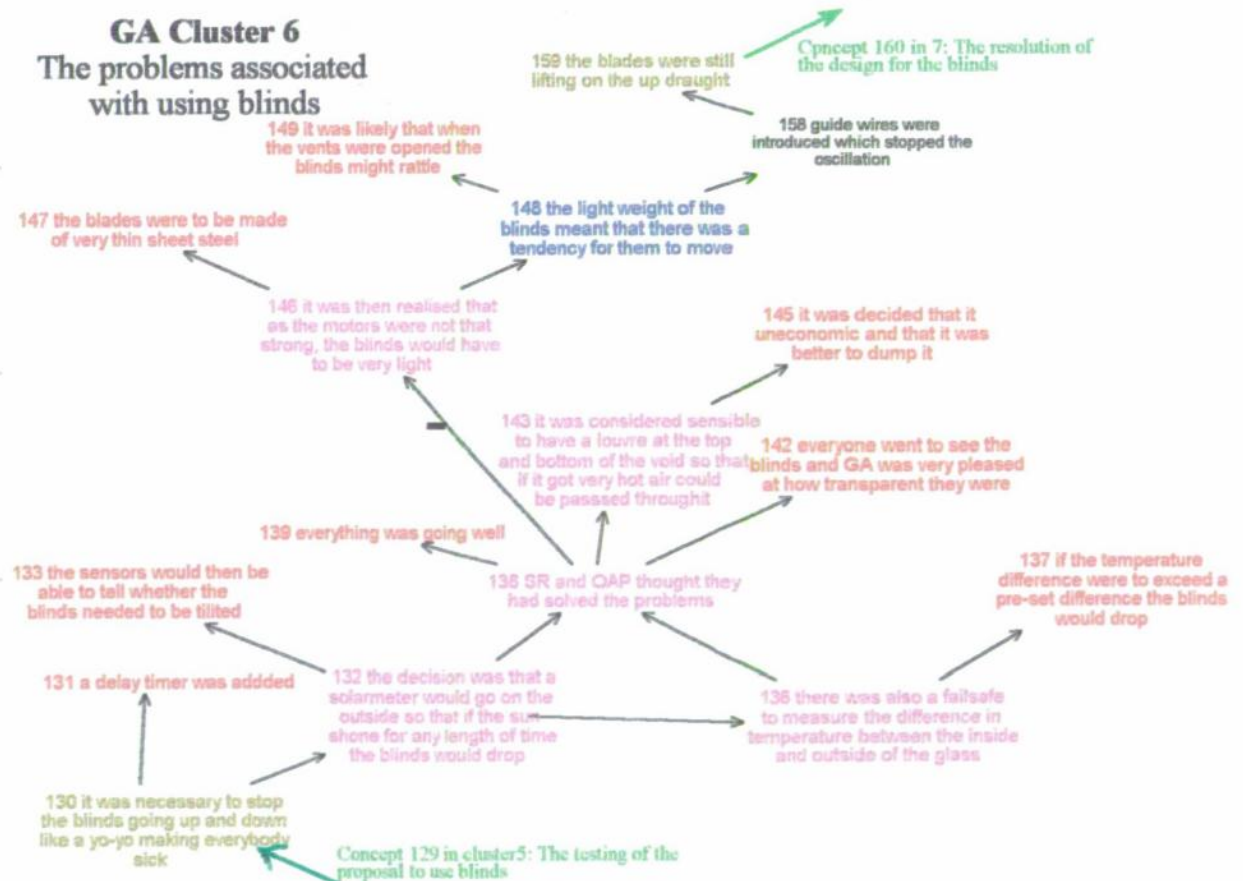 GA Cluster 6
The problems associated
with using blinds
159 the blades were still
lifting on the up draught
Cpncept 160 in 7: The resolution of
the design for the blinds
149 it was likely that when
the vents were opened the
blinds might rattle
158 guide wires were
introduced which stopped the
oscillation
147 the blades were to be made
of very thin sheet steel
148 the light weight of the
blinds meant that there was a
tendency for them to move
146 it was then realised that
as the motors were not that
strong, the blinds would have
to be very light
145 it was decided that it
uneconomic and that it was
better to dump it
143 it was considered sensible
to have a louvre at the top
and bottom of the void so that
if it got very hot air could
be passsed throughit
142 everyone went to see the
blinds and GA was very pleased
at how transparent they were
139 everything was going well
133 the sensors would then be
able to tell whether the
blinds needed to be tilited
138 SR and OAP thought they
had solved the problems
137 if the temperature
difference were to exceed a
pre-set difference the blinds
would drop
131 a delay timer was addded
132 the decision was that a
solarmeter would go on the
outside so that if the sun
shone for any length of time
the blinds would drop
136 there was also a failsafe
to measure the difference in
temperature between the inside
and outside of the glass
130 it was necessary to stop
the blinds going up and down
like a yo-yo making everybody
sick
Concept 129 in cluster5: The testing of the
proposal to use blinds